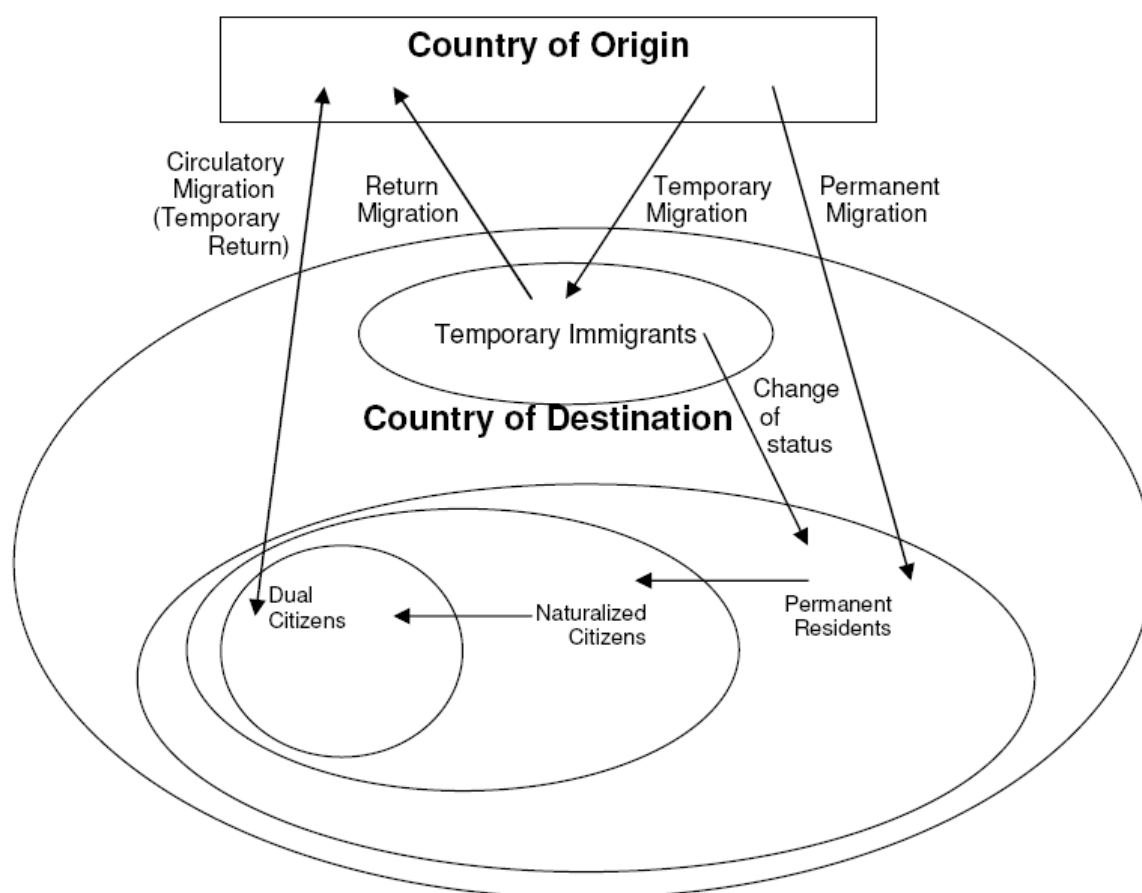 Country of Origin
Circulatory
Migration
(Temporary
Return)
Return
Migration
Temporary
Migration
Permanent
Migration
Temporary Immigrants
Change
of
status
Country of Destination
Dual
Citizens
Naturalized
Citizens
Permanent
Residents